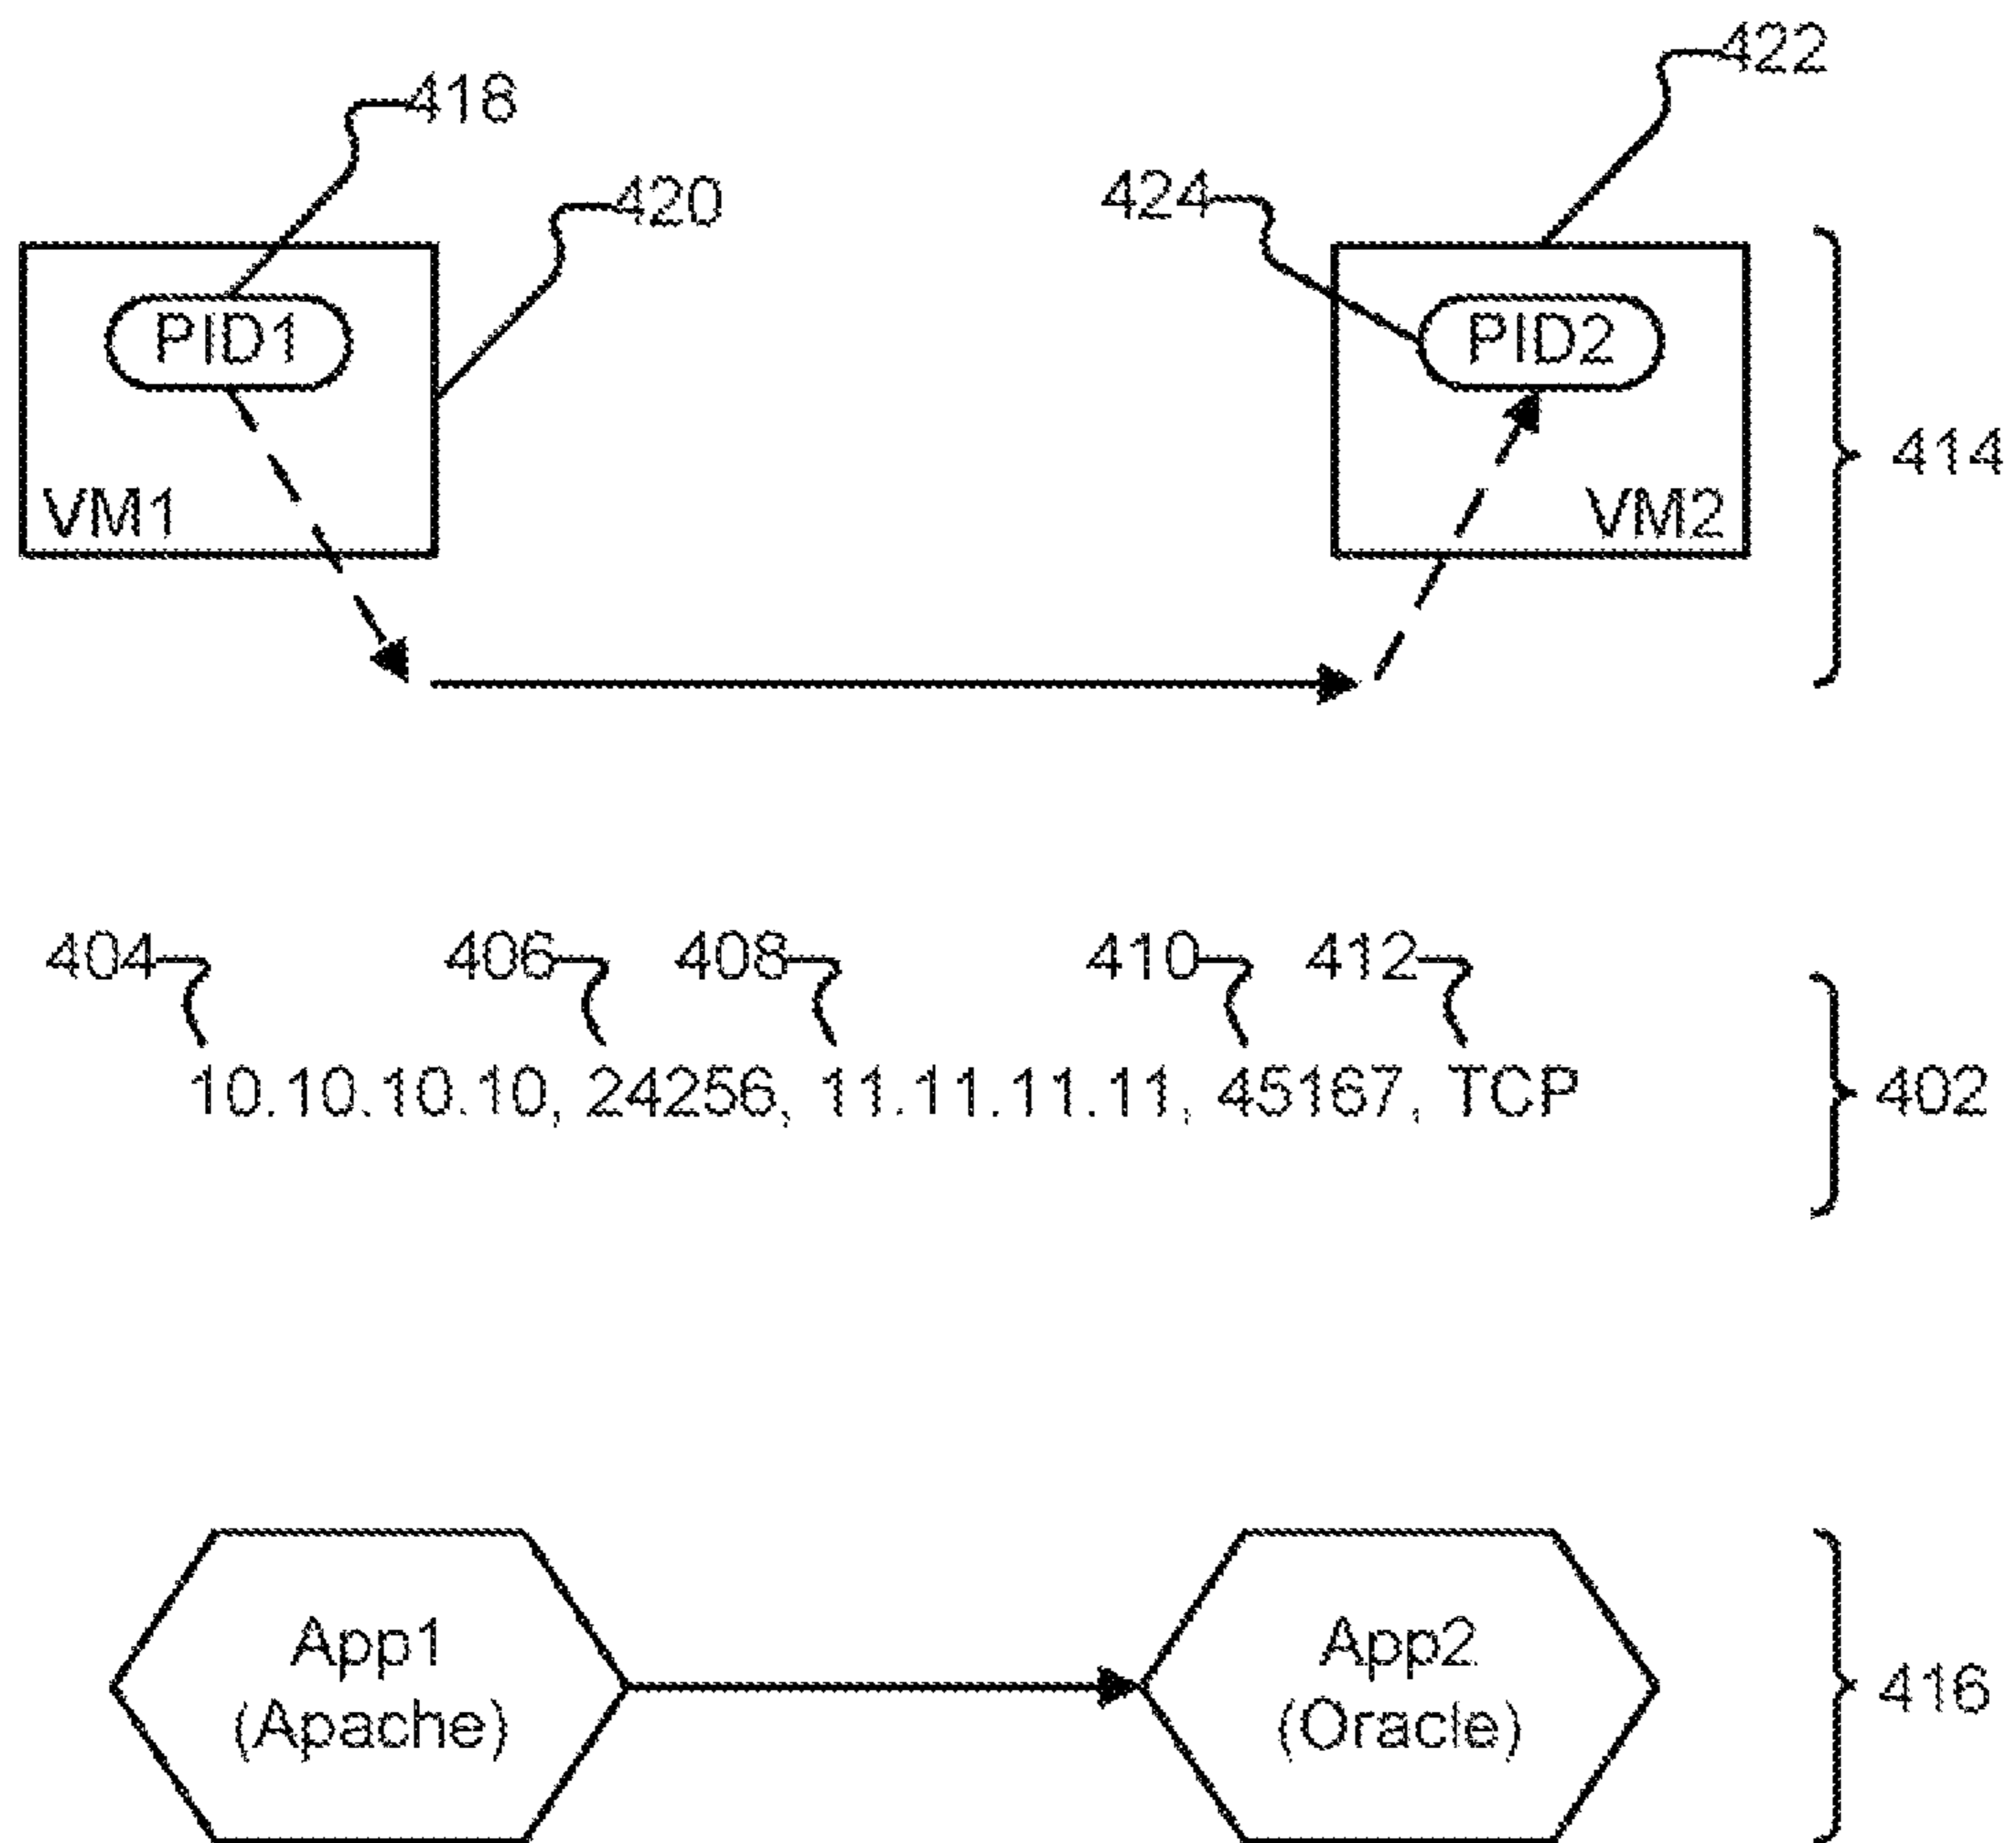 422
418
420
424
PID1
PID2
414
VM1
VM2
404 406 408 410 412
10.10.10.10, 24256, 11.11.11.11, 45167, TCP
402
App1
(Apache)
App2
(Oracle)
416